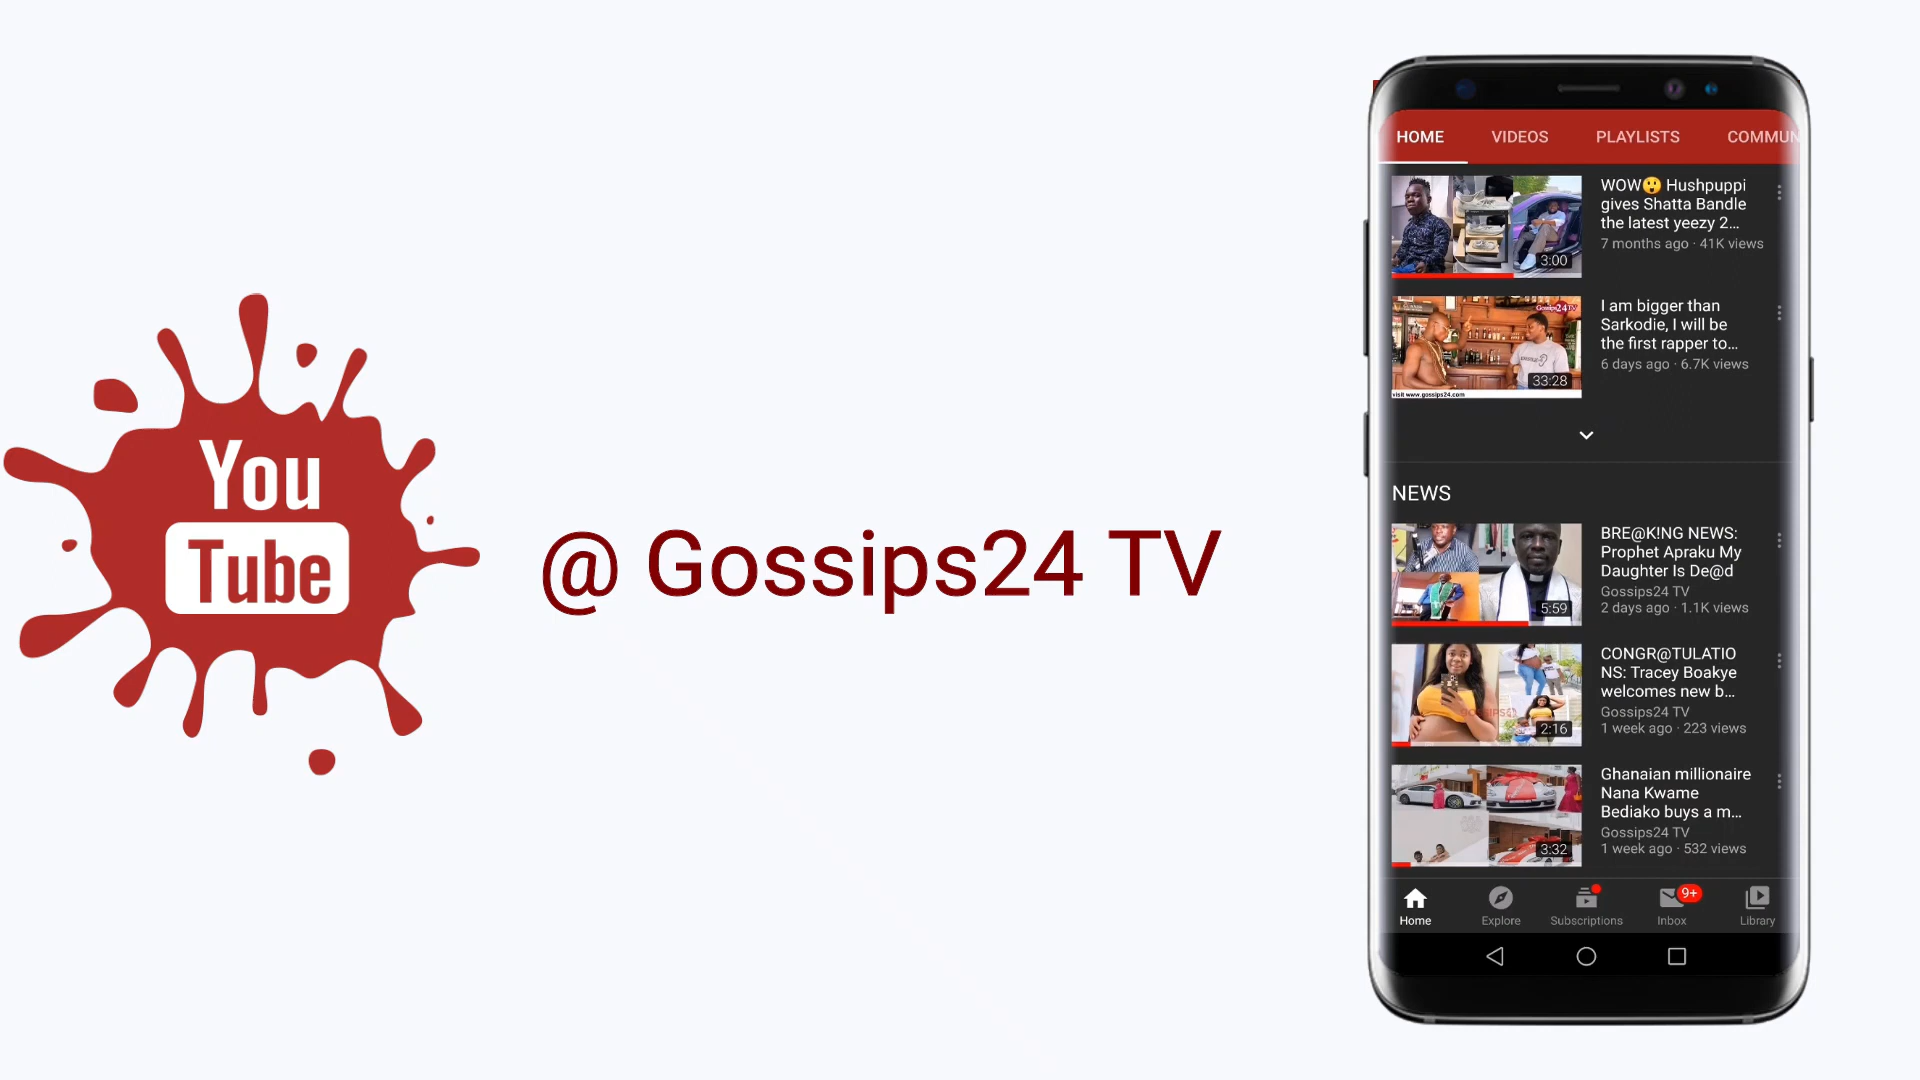 You
Tube
@ Gossips24 TV
HOME VIDEOS PLAYLISTS COMMUN
WOW😲 Hushpuppi
gives Shatta Bandle
the latest yeezy 2...
7 months ago · 41K views
3:00
Gossips24TV
I am bigger than
Sarkodie, I will be
the first rapper to...
6 days ago · 6.7K views
33:28
visit www.gossips24.com
NEWS
BRE@K!NG NEWS:
Prophet Apraku My
Daughter Is De@d
Gossips24 TV
2 days ago · 1.1K views
5:59
CONGR@TULATIO
NS: Tracey Boakye
welcomes new b...
Gossips24 TV
1 week ago · 223 views
2:16
Ghanaian millionaire
Nana Kwame
Bediako buys a m...
Gossips24 TV
1 week ago · 532 views
3:32
9+
Home Explore Subscriptions Inbox Library